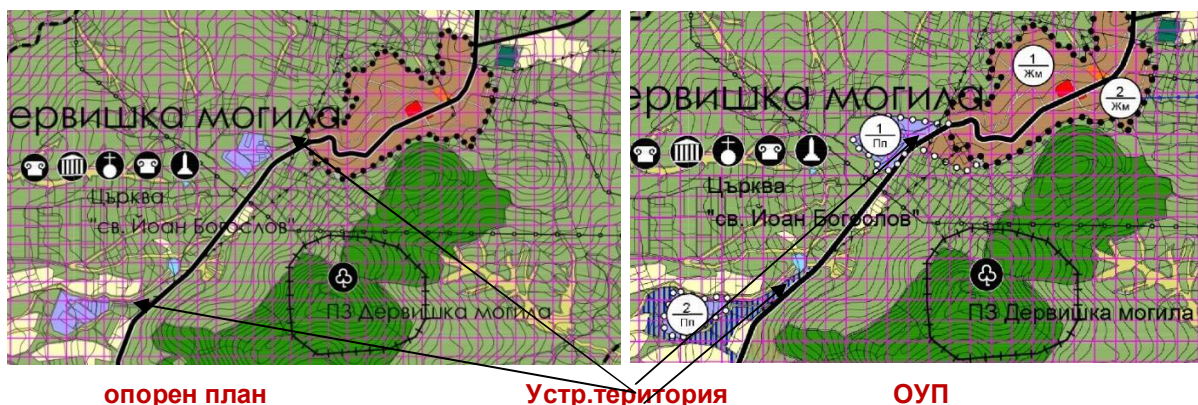 ервишка могила
Църква
"св. Йоан Богослов"
ПЗ Дервишка могила
1
Жм
2
Жм
ервишка могила
1
Пп
Църква
"св. Йоан Богослов"
2
Пп
ПЗ Дервишка могила
опорен план Устр.територия ОУП